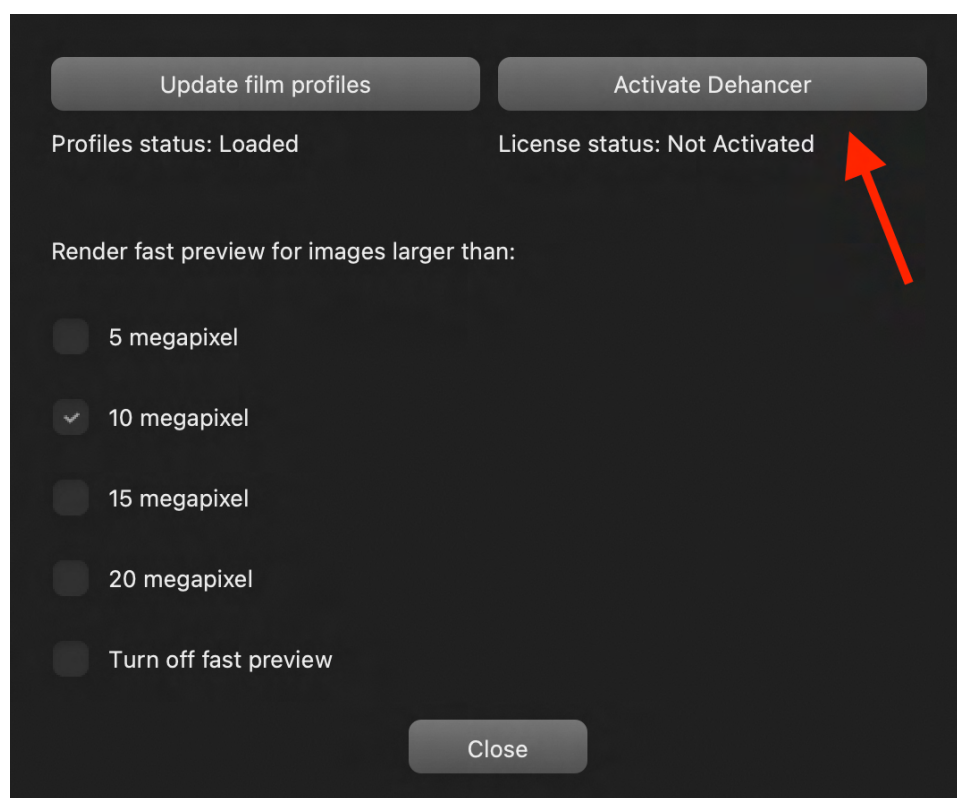 Update film profiles
Activate Dehancer
Profiles status: Loaded
License status: Not Activated
Render fast preview for images larger than:
5 megapixel
10 megapixel
15 megapixel
20 megapixel
Turn off fast preview
Close